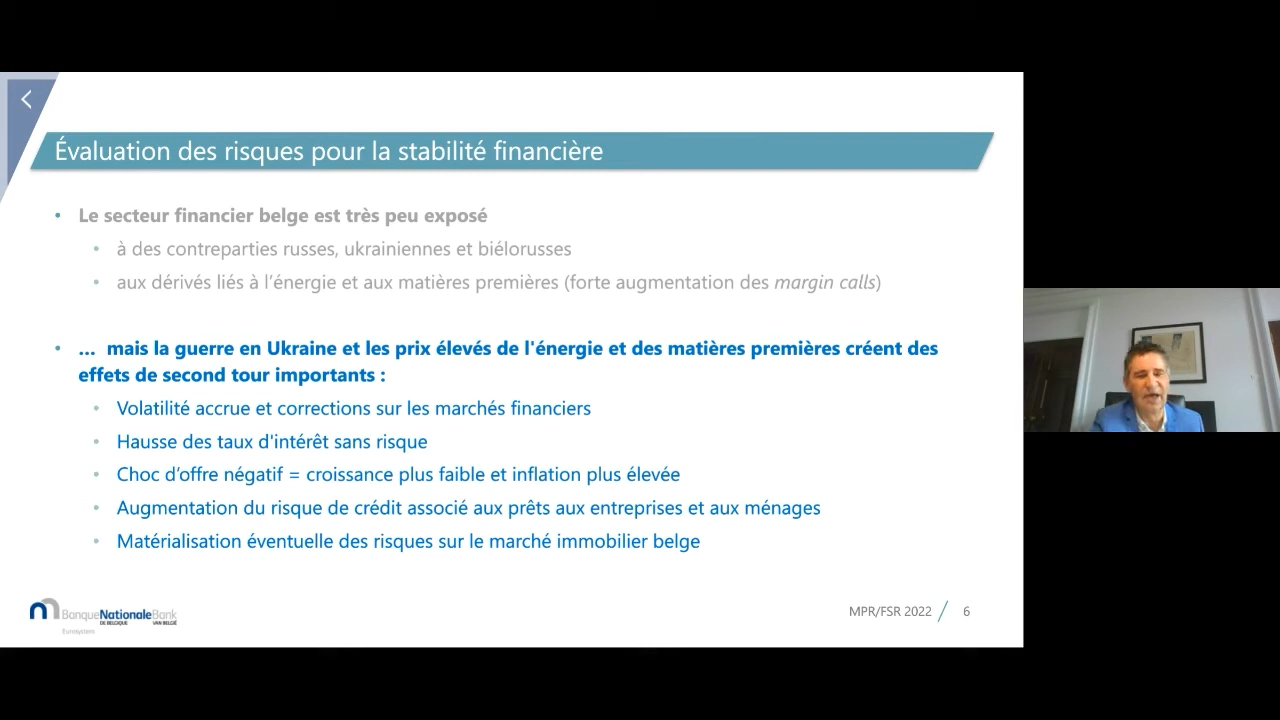 Évaluation des risques pour la stabilité financière
• Le secteur financier belge est très peu exposé
• à des contreparties russes, ukrainiennes et biélorusses
• aux dérivés liés à l’énergie et aux matières premières (forte augmentation des margin calls)
• ... mais la guerre en Ukraine et les prix élevés de l'énergie et des matières premières créent des
effets de second tour importants :
• Volatilité accrue et corrections sur les marchés financiers
• Hausse des taux d'intérêt sans risque
• Choc d’offre négatif = croissance plus faible et inflation plus élevée
• Augmentation du risque de crédit associé aux prêts aux entreprises et aux ménages
• Matérialisation éventuelle des risques sur le marché immobilier belge
BanqueNationaleBank
DE BELGIQUE VAN BELGIË
Eurosystem
MPR/FSR 2022 / 6